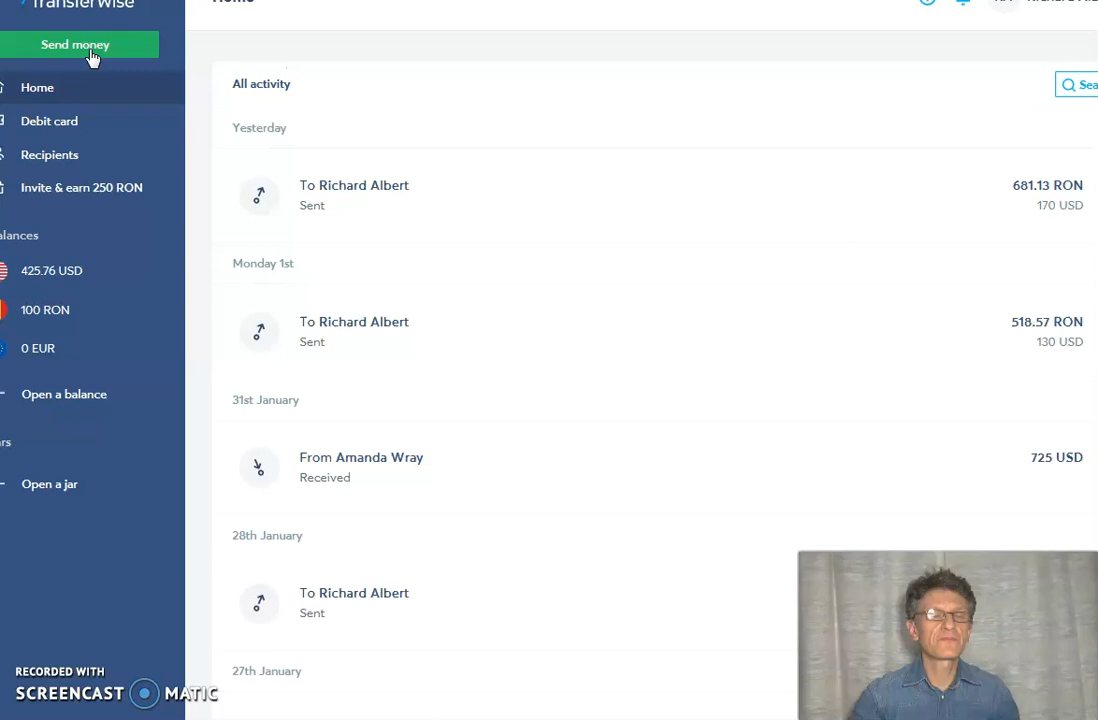 TransferWise
Home
Send money
Home
Debit card
Recipients
Invite & earn 250 RON
alances
425.76 USD
100 RON
0 EUR
Open a balance
rs
Open a jar
All activity
Sea
Yesterday
To Richard Albert
681.13 RON
Sent
170 USD
Monday 1st
To Richard Albert
518.57 RON
Sent
130 USD
31st January
From Amanda Wray
725 USD
Received
28th January
To Richard Albert
Sent
27th January
RECORDED WITH
SCREENCAST MATIC